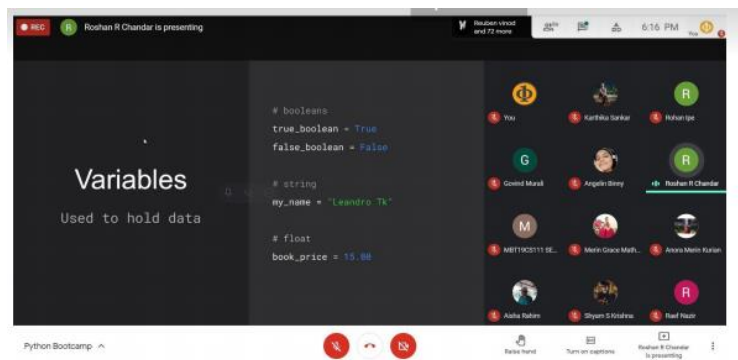 REC
R
Roshan R Chandar is presenting
Reuben vinod
and 72 more
6:16 PM
You
Variables
Used to hold data
# booleans
true_boolean = True
false_boolean = False
# string
my_name = "Leandro Tk"
# float
book_price = 15.80
You
Karthika Sankar
R
Rohan Ipe
G
Govind Murali
Angelin Binny
R
Roshan R Chandar
M
MBT19CS111 SE...
Merin Grace Math...
Anora Merin Kurian
Aisha Rahim
Shyam S Krishna
R
Raef Nazir
Python Bootcamp
Raise hand
Turn on captions
Roshan R Chandar
is presenting